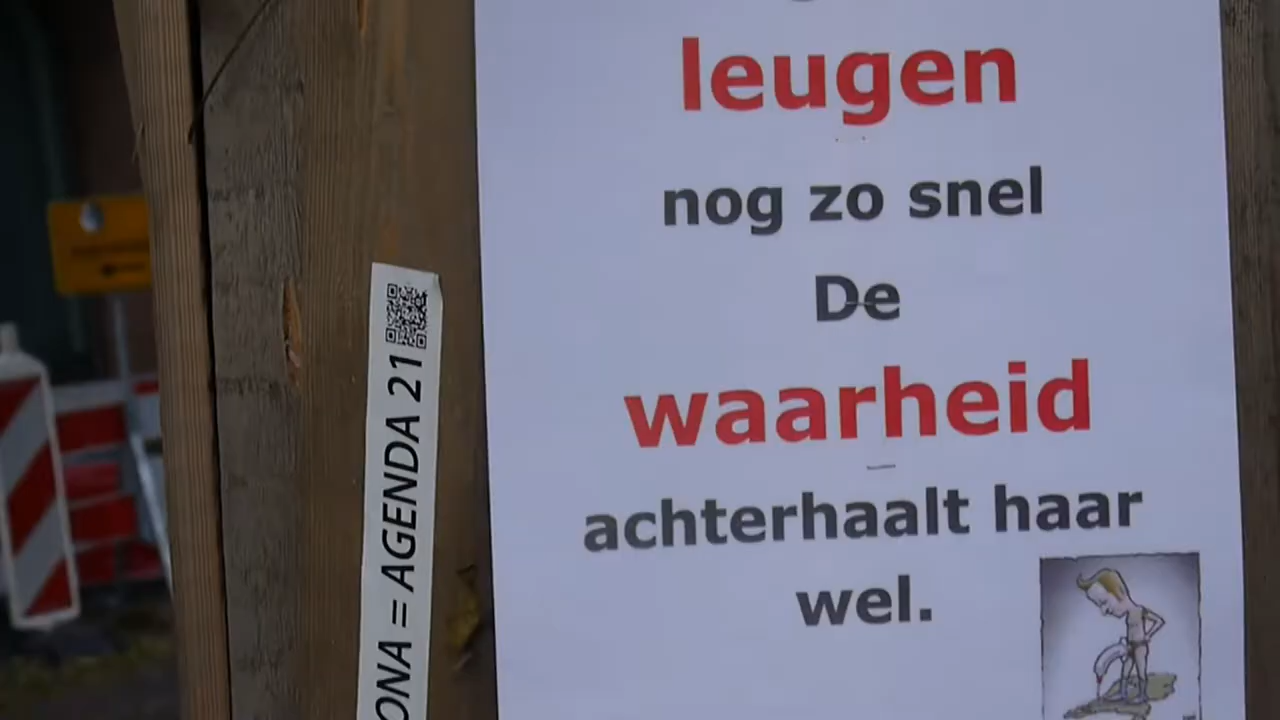 leugen
nog zo snel
De
waarheid
achterhaalt haar
wel.
ONA = AGENDA 21